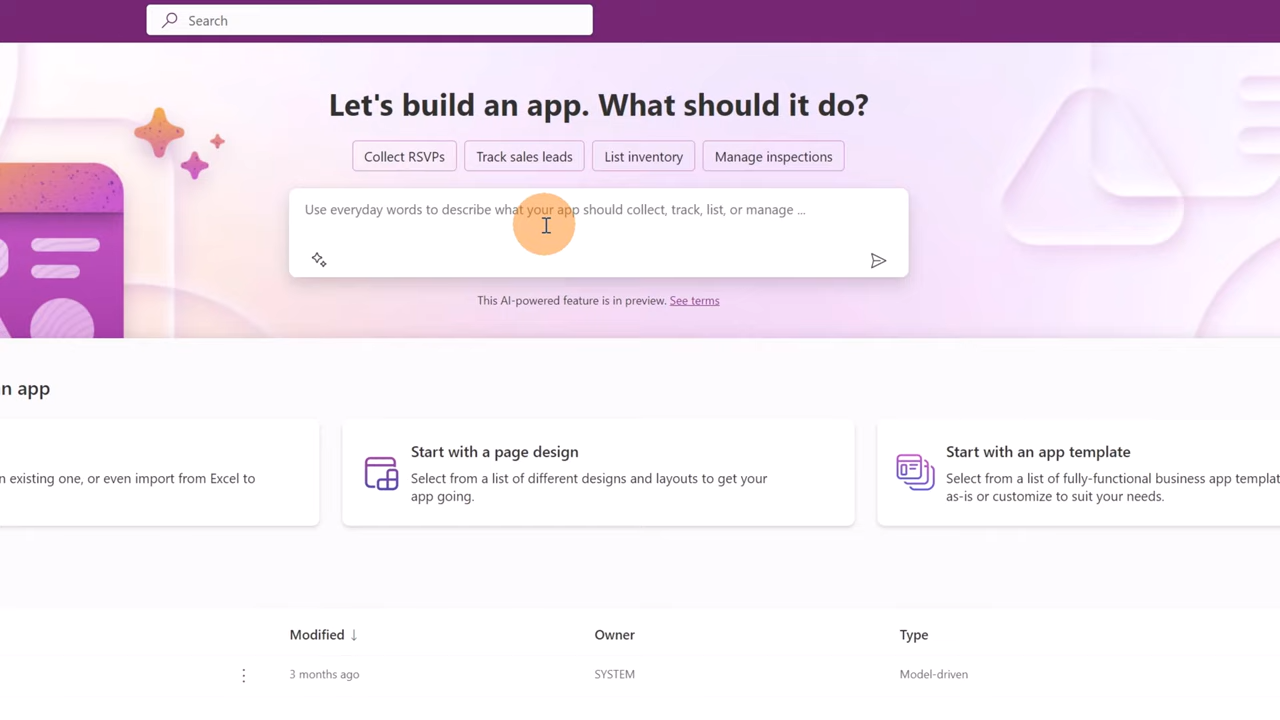 Search
Let's build an app. What should it do?
Collect RSVPs
Track sales leads
List inventory
Manage inspections
Use everyday words to describe what your app should collect, track, list, or manage ...
This AI-powered feature is in preview. See terms
n app
n existing one, or even import from Excel to
Start with a page design
Select from a list of different designs and layouts to get your
app going.
Start with an app template
Select from a list of fully-functional business app templat
as-is or customize to suit your needs.
Modified ↓
Owner
Type
3 months ago
SYSTEM
Model-driven